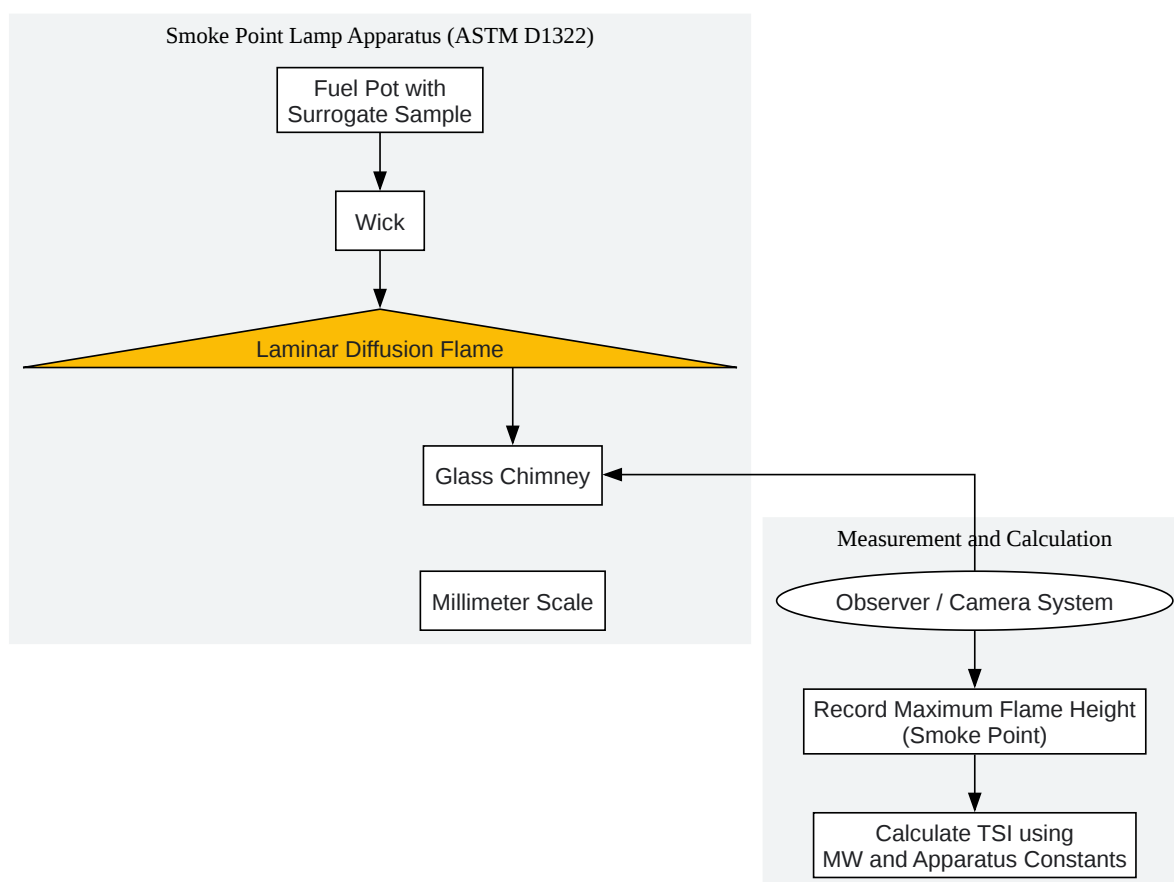 Smoke Point Lamp Apparatus (ASTM D1322)
Fuel Pot with
Surrogate Sample
Wick
Laminar Diffusion Flame
Glass Chimney
Millimeter Scale
Measurement and Calculation
Observer / Camera System
Record Maximum Flame Height
(Smoke Point)
Calculate TSI using
MW and Apparatus Constants